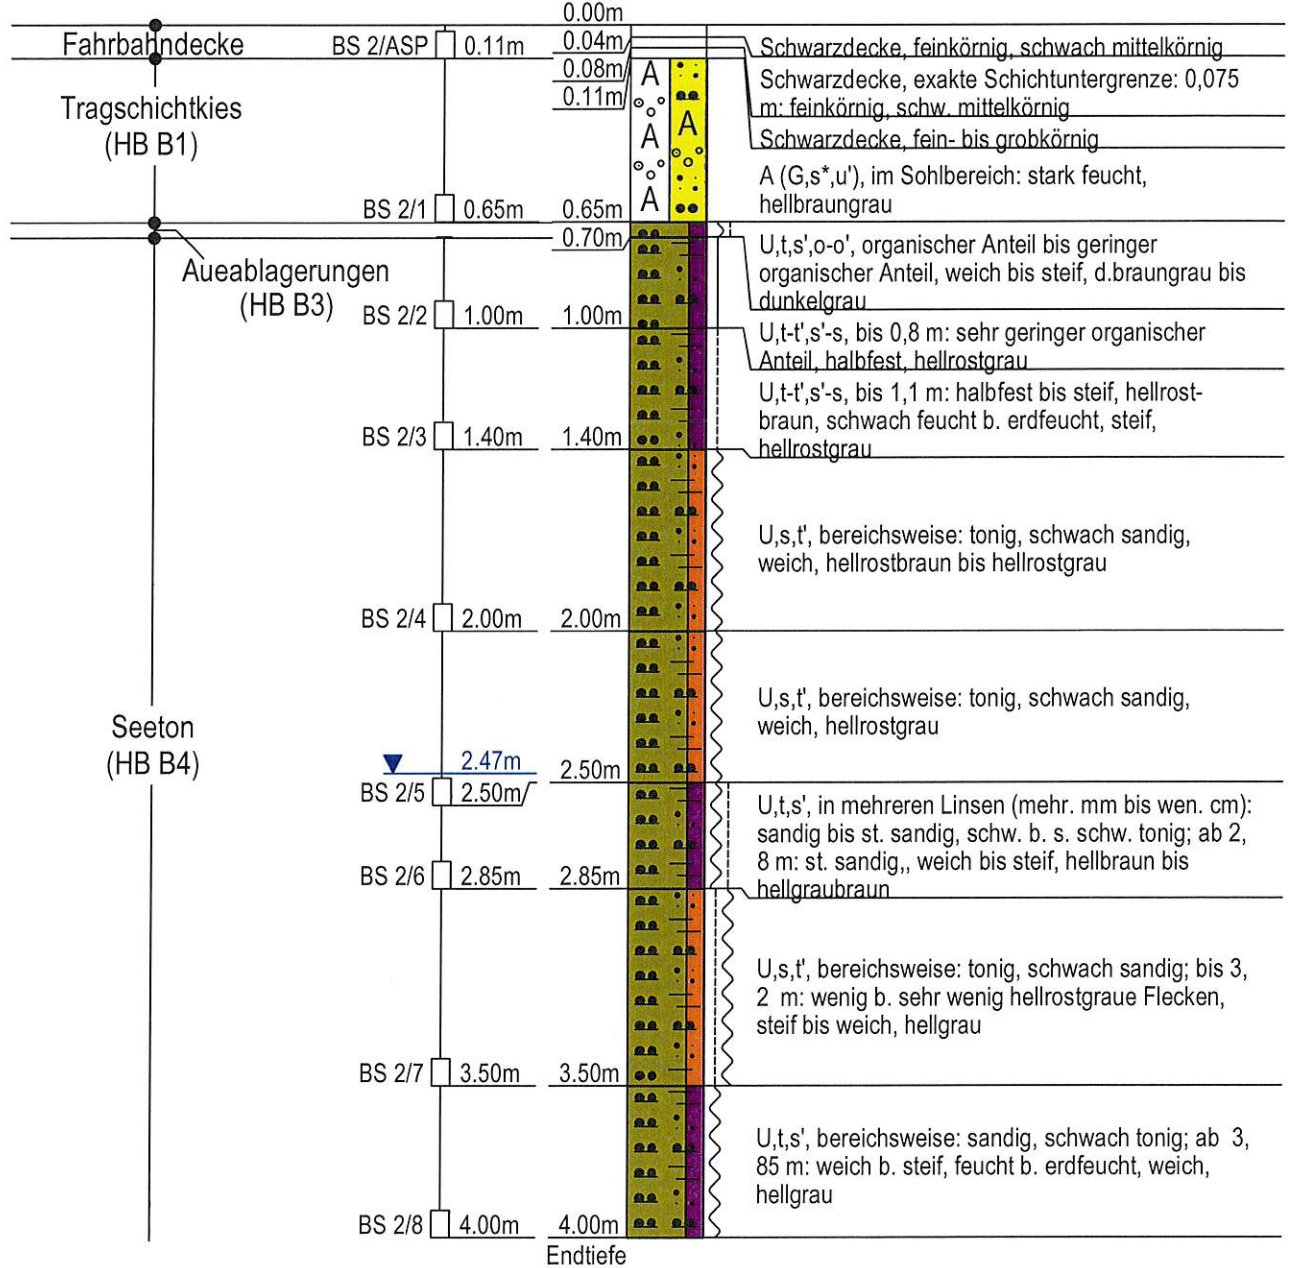 0.00m
Fahrbahndecke
BS 2/ASP 0.11m
0.04m
Schwarzdecke, feinkörnig, schwach mittelkörnig
0.08m
0.11m
Schwarzdecke, exakte Schichtuntergrenze: 0,075
m: feinkörnig, schw. mittelkörnig
Schwarzdecke, fein- bis grobkörnig
Tragschichtkies
(HB B1)
A
A
A
A
A (G,s*,u'), im Sohlbereich: stark feucht,
hellbraungrau
BS 2/1 0.65m 0.65m
0.70m
Aueablagerungen
(HB B3)
U,t,s',o-o', organischer Anteil bis geringer
organischer Anteil, weich bis steif, d.braungrau bis
dunkelgrau
BS 2/2 1.00m 1.00m
U,t-t',s'-s, bis 0,8 m: sehr geringer organischer
Anteil, halbfest, hellrostgrau
U,t-t',s'-s, bis 1,1 m: halbfest bis steif, hellrost-
braun, schwach feucht b. erdfeucht, steif,
hellrostgrau
BS 2/3 1.40m 1.40m
U,s,t', bereichsweise: tonig, schwach sandig,
weich, hellrostbraun bis hellrostgrau
BS 2/4 2.00m 2.00m
U,s,t', bereichsweise: tonig, schwach sandig,
weich, hellrostgrau
Seeton
(HB B4)
2.47m
2.50m
BS 2/5 2.50m
U,t,s', in mehreren Linsen (mehr. mm bis wen. cm):
sandig bis st. sandig, schw. b. s. schw. tonig; ab 2,
8 m: st. sandig,, weich bis steif, hellbraun bis
hellgraubraun
BS 2/6 2.85m 2.85m
U,s,t', bereichsweise: tonig, schwach sandig; bis 3,
2 m: wenig b. sehr wenig hellrostgraue Flecken,
steif bis weich, hellgrau
BS 2/7 3.50m 3.50m
U,t,s', bereichsweise: sandig, schwach tonig; ab 3,
85 m: weich b. steif, feucht b. erdfeucht, weich,
hellgrau
BS 2/8 4.00m 4.00m
Endtiefe